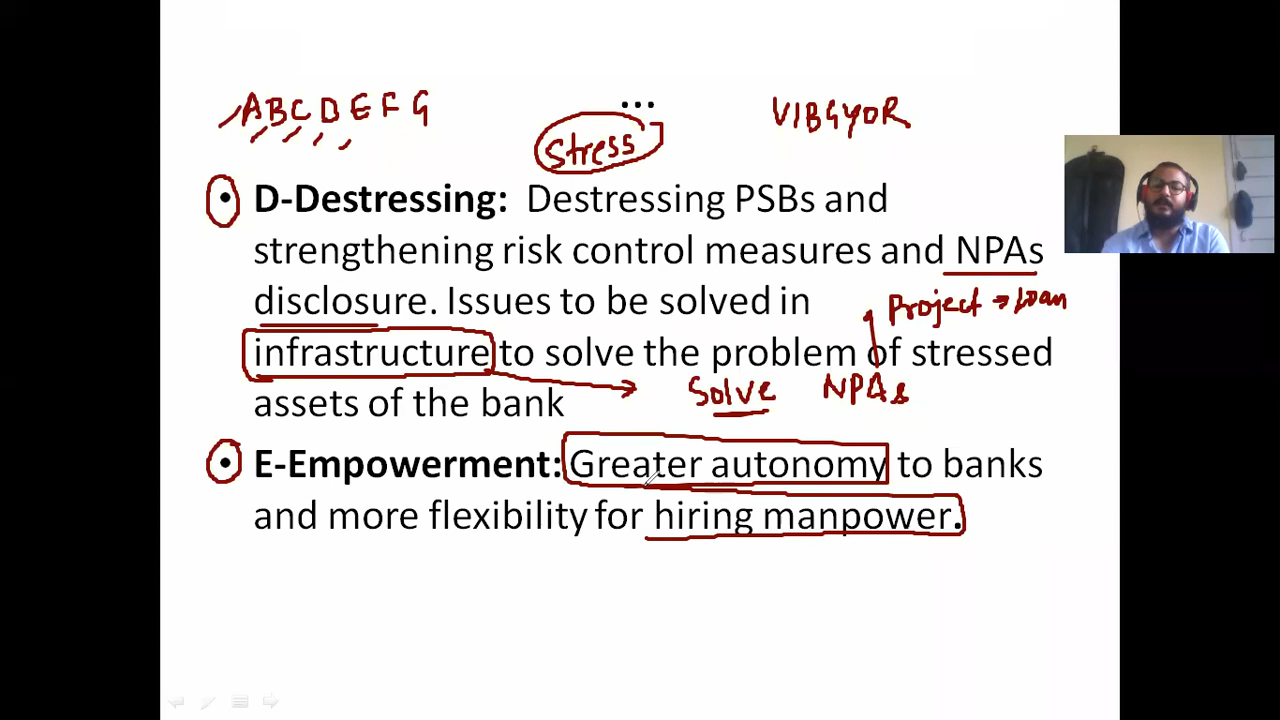 ABCDEFG
...
VIBGYOR
Stress
• D-Destressing: Destressing PSBs and
strengthening risk control measures and NPAs
disclosure. Issues to be solved in
Project → Loan
infrastructure to solve the problem of stressed
Solve NPAs
assets of the bank
• E-Empowerment: Greater autonomy to banks
and more flexibility for hiring manpower.